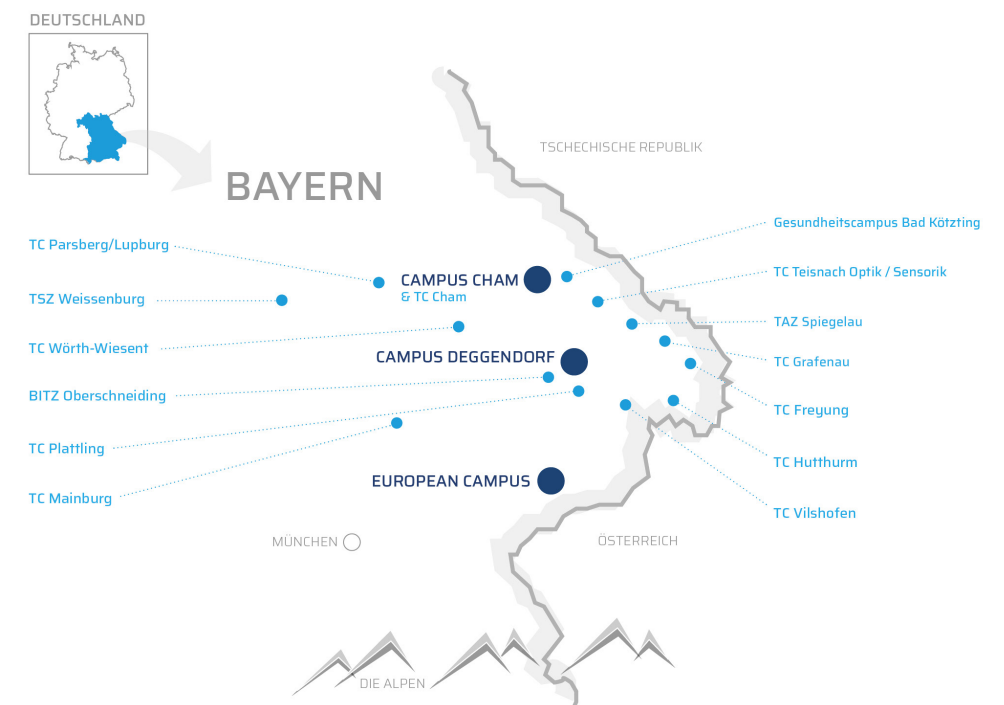 DEUTSCHLAND
BAYERN
TSCHECHISCHE REPUBLIK
TC Parsberg/Lupburg
TSZ Weissenburg
TC Wörth-Wiesent
BITZ Oberschneiding
TC Plattling
TC Mainburg
CAMPUS CHAM
& TC Cham
CAMPUS DEGGENDORF
EUROPEAN CAMPUS
Gesundheitscampus Bad Kötzting
TC Teisnach Optik / Sensorik
TAZ Spiegelau
TC Grafenau
TC Freyung
TC Hutthurm
TC Vilshofen
MÜNCHEN
ÖSTERREICH
DIE ALPEN